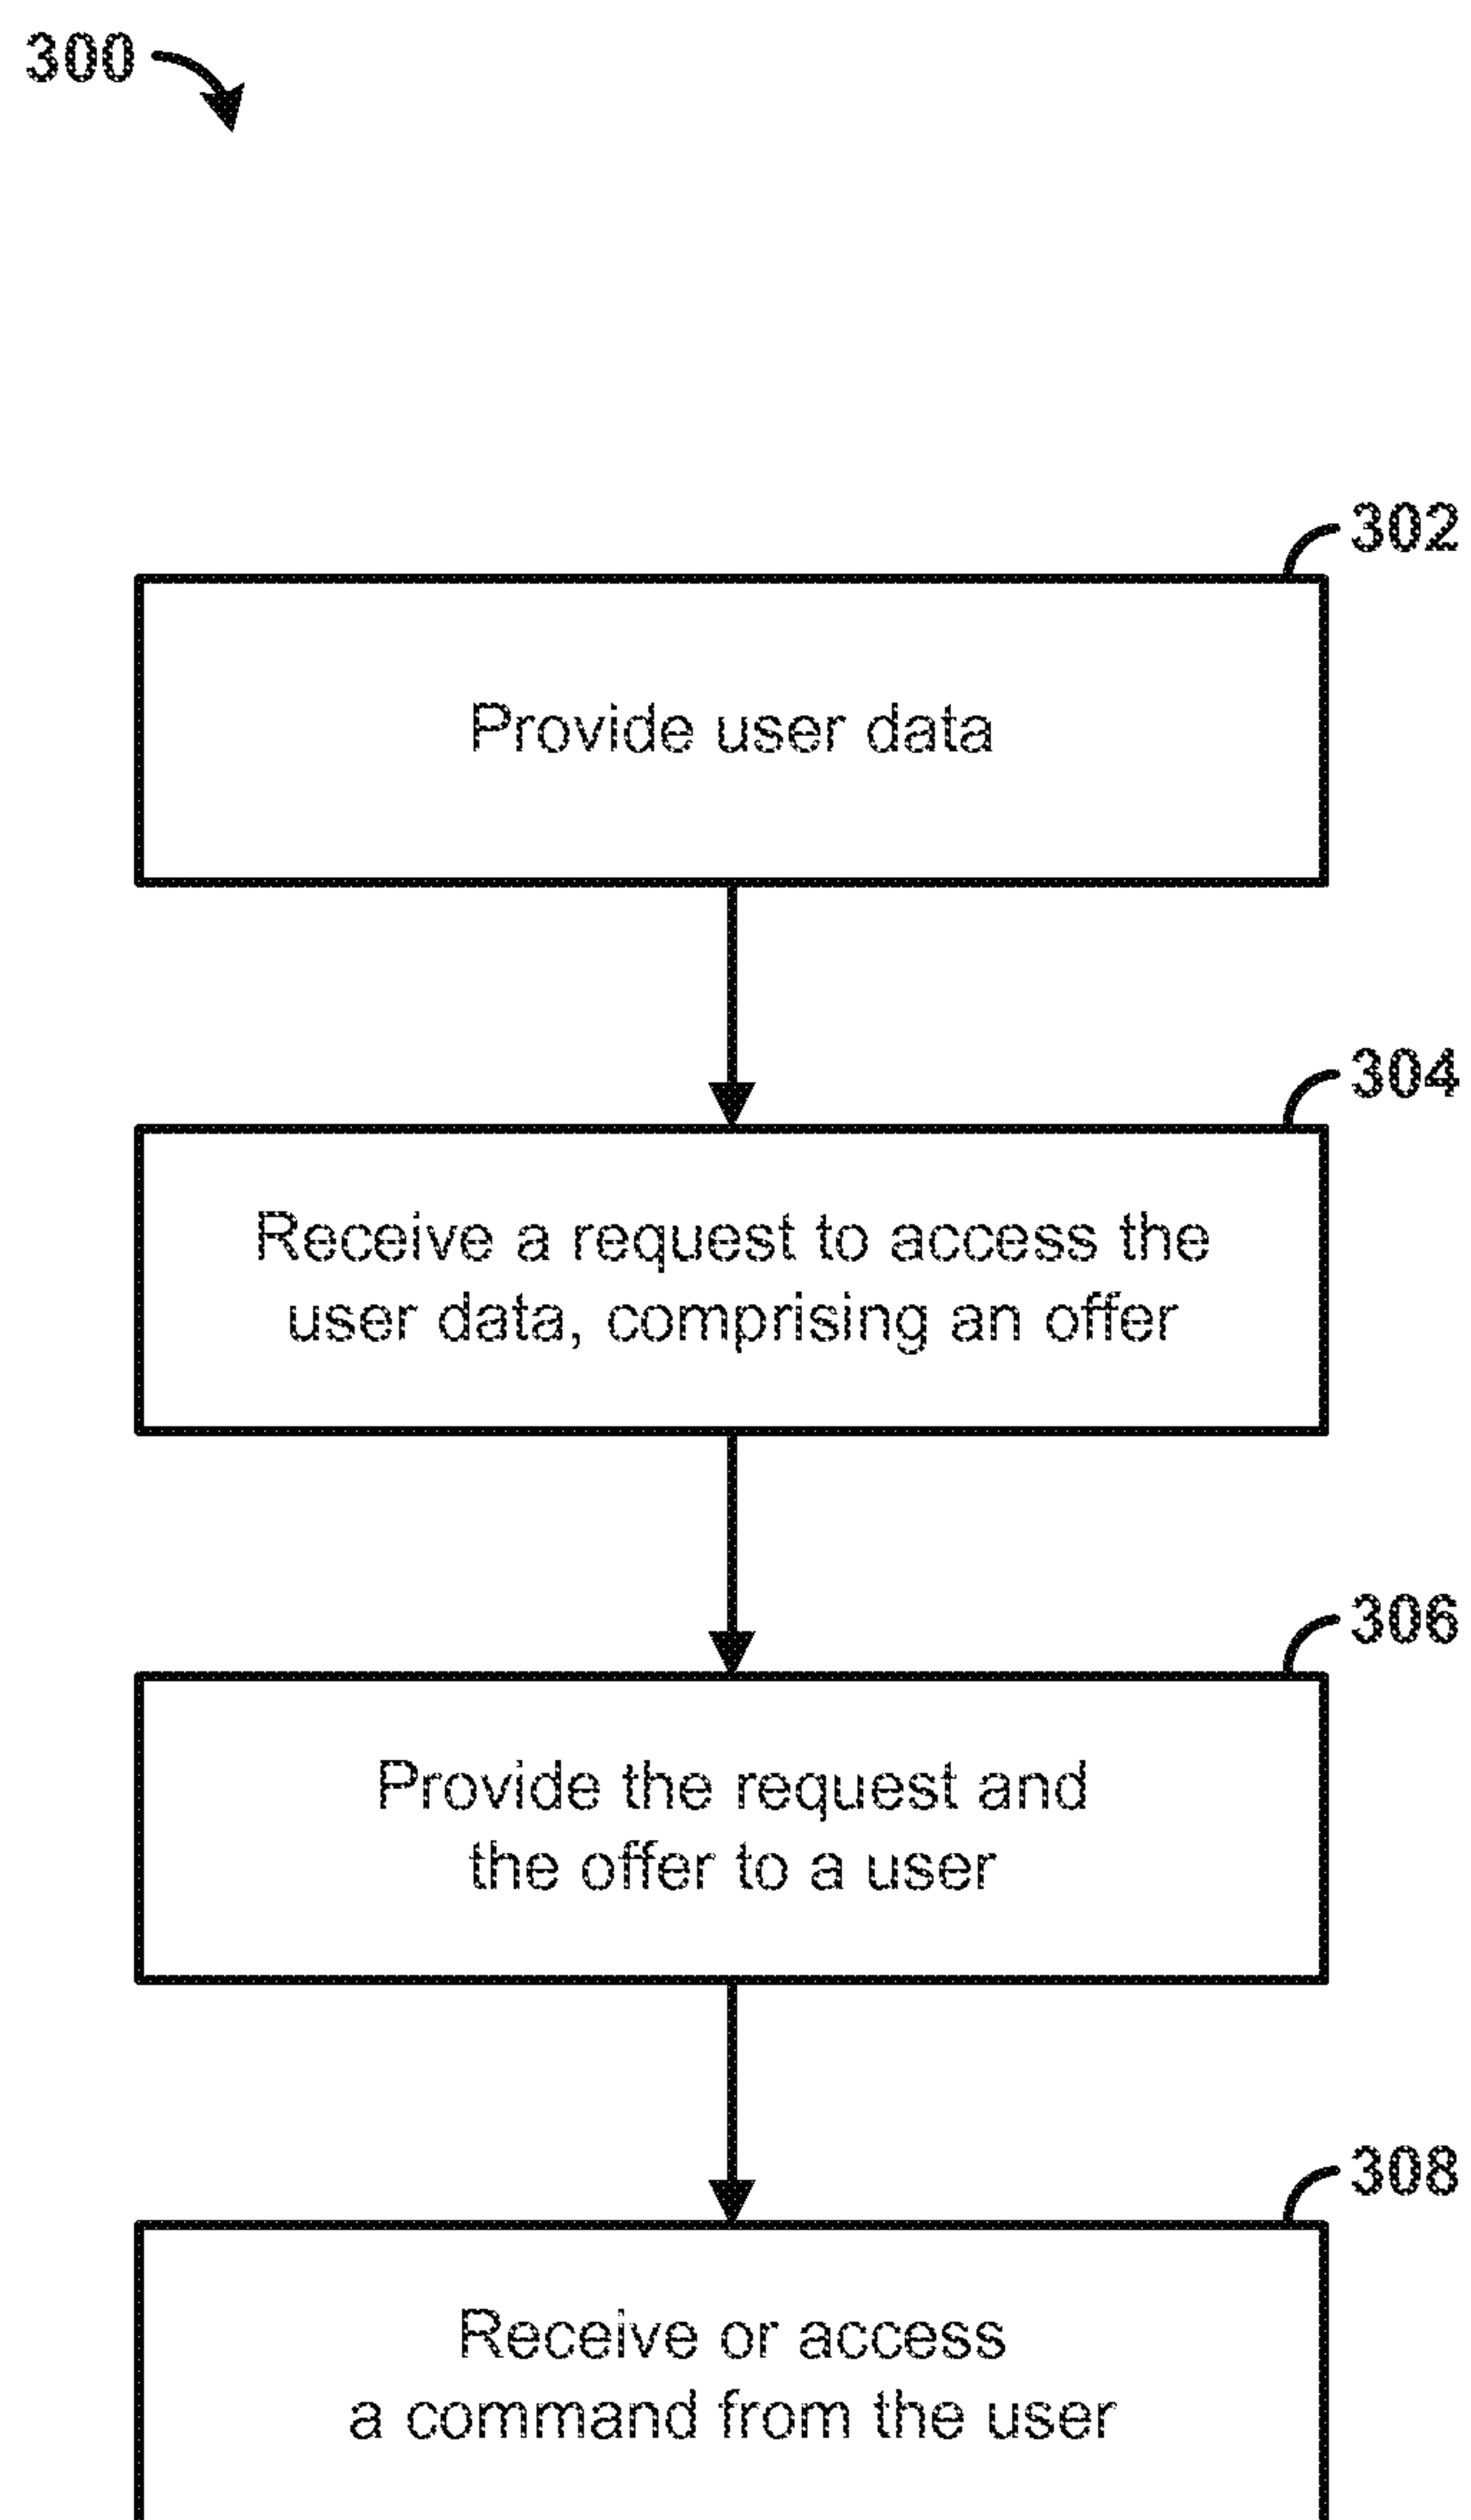 300
302
Provide user data
304
Receive a request to access the
user data, comprising an offer
306
Provide the request and
the offer to a user
308
Receive or access
a command from the user